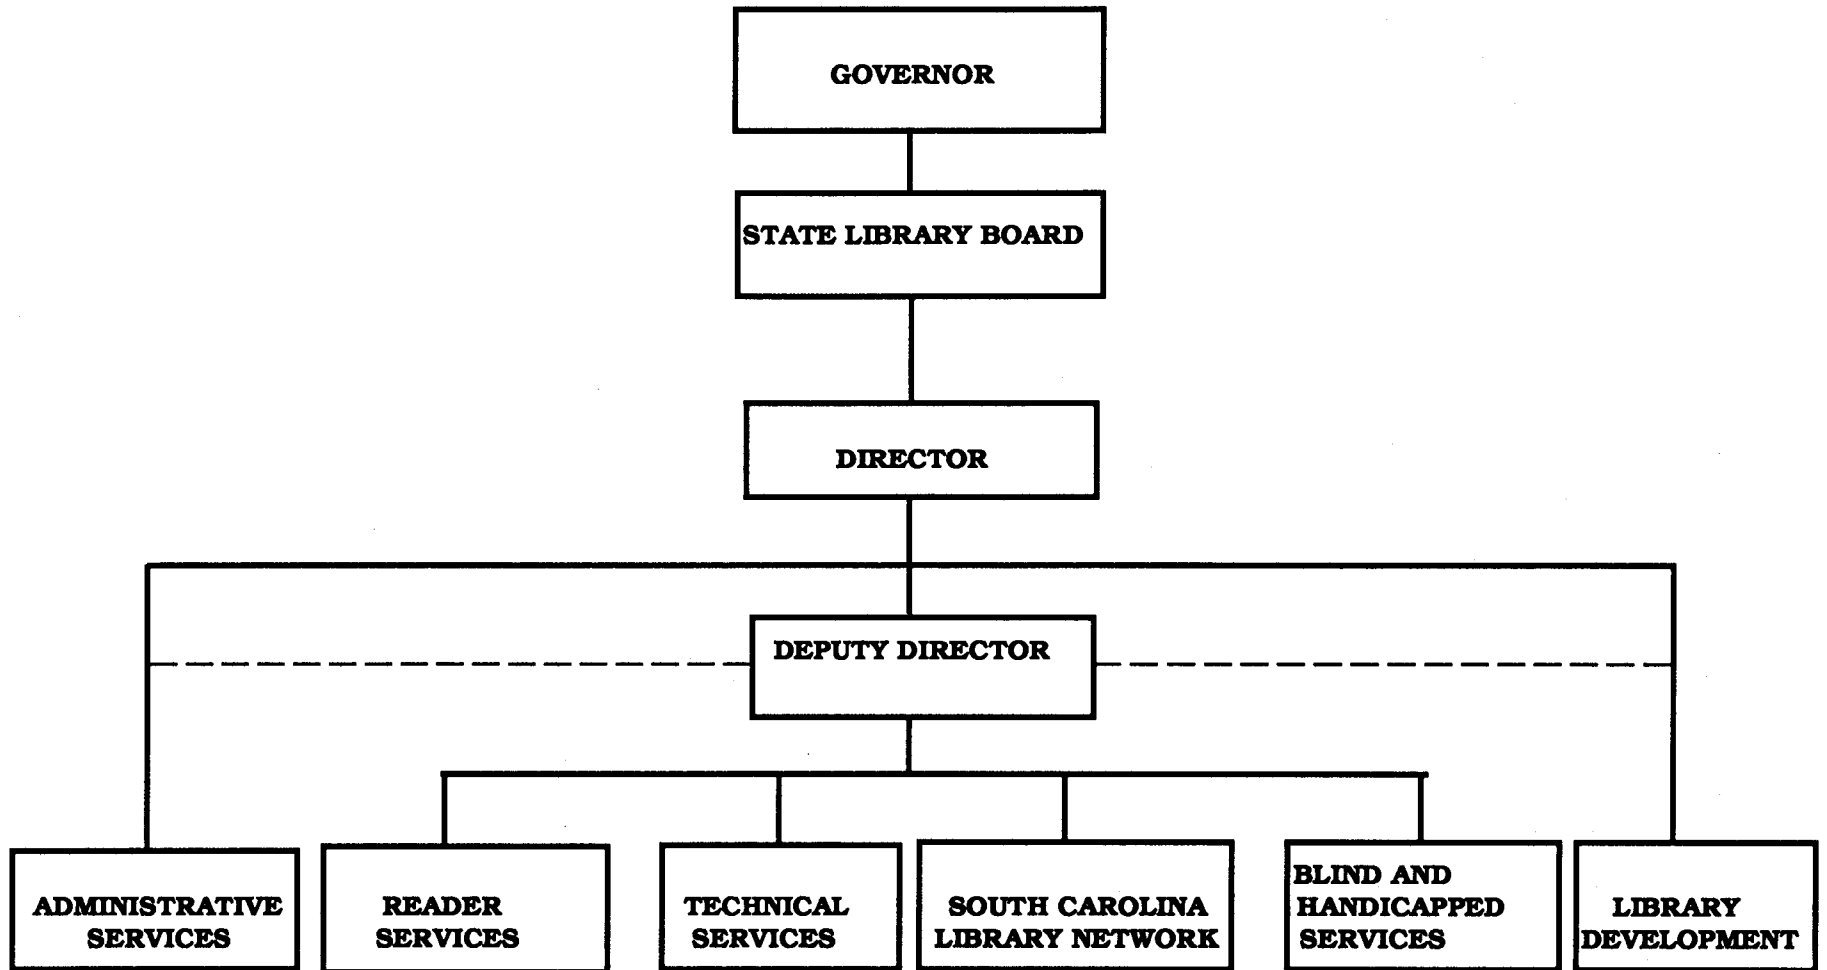 GOVERNOR
STATE LIBRARY BOARD
DIRECTOR
DEPUTY DIRECTOR
ADMINISTRATIVE
SERVICES
READER
SERVICES
TECHNICAL
SERVICES
SOUTH CAROLINA
LIBRARY NETWORK
BLIND AND
HANDICAPPED
SERVICES
LIBRARY
DEVELOPMENT